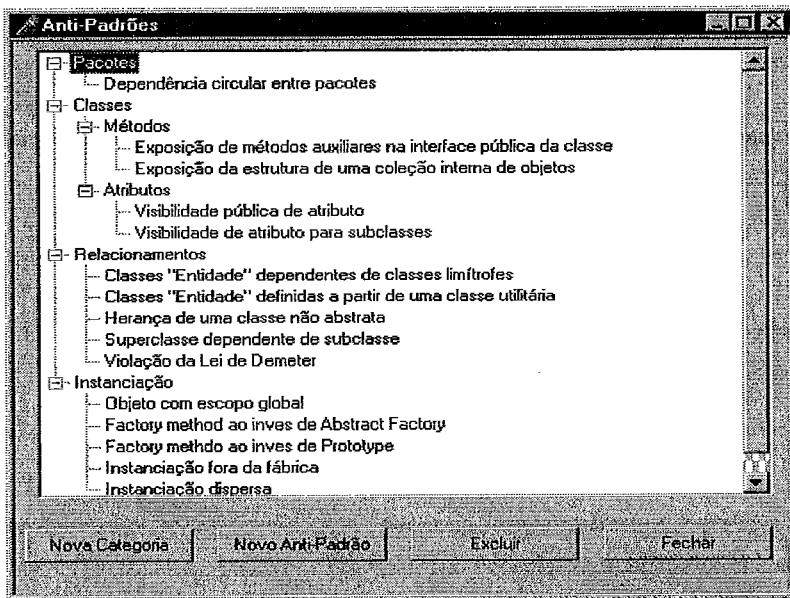 Anti-Padrões
Pacotes
Dependência circular entre pacotes
Classes
Métodos
Exposição de métodos auxiliares na interface pública da classe
Exposição da estrutura de uma coleção interna de objetos
Atributos
Visibilidade pública de atributo
Visibilidade de atributo para subclasses
Relacionamentos
Classes "Entidade" dependentes de classes limítrofes
Classes "Entidade" definidas a partir de uma classe utilitária
Herança de uma classe não abstrata
Superclasse dependente de subclasse
Violação da Lei de Demeter
Instanciação
Objeto com escopo global
Factory method ao inves de Abstract Factory
Factory methdo ao inves de Prototype
Instanciação fora da fábrica
Instanciação dispersa
Nova Categoria Novo Anti-Padrão Excluir Fechar